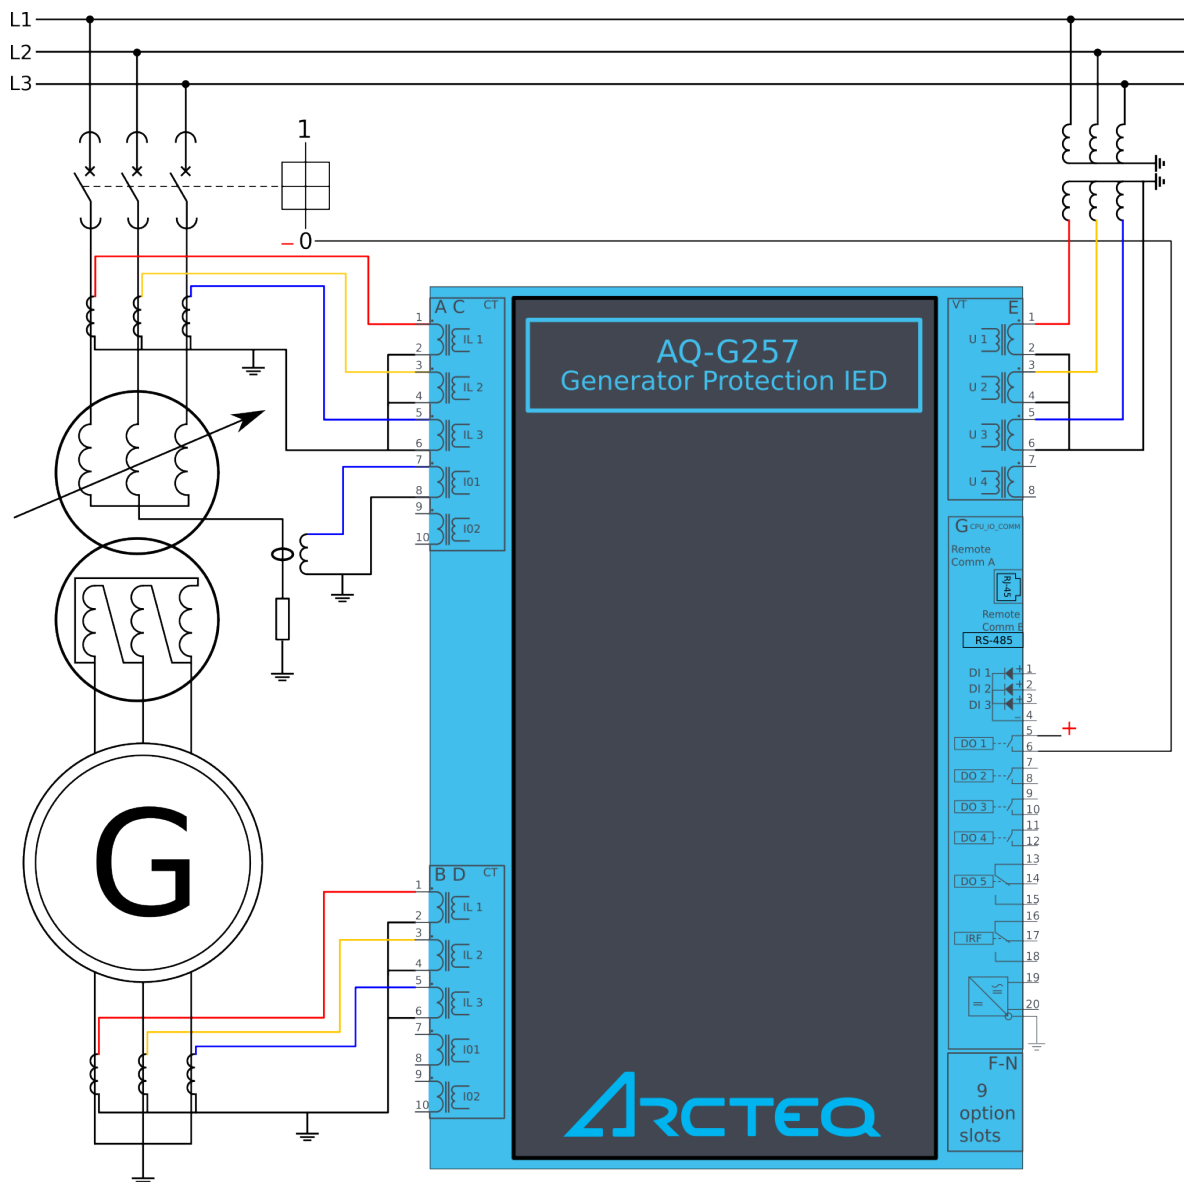 L1
L2
L3
1
− 0
A C CT
1
2
3
4
5
6
7
8
9
10
IL 1
IL 2
IL 3
I01
I02
AQ-G257
Generator Protection IED
VT E
1
2
3
4
5
6
7
8
U 1
U 2
U 3
U 4
G CPU_IO_COMM
Remote
Comm A
RJ-45
Remote
Comm B
RS-485
DI 1 + 1
DI 2 + 2
DI 3 + 3
− 4
5 +
DO 1 6
7
DO 2 8
9
DO 3 10
11
DO 4 12
13
DO 5 14
15
16
IRF 17
18
19
20
G
B D CT
1
2
3
4
5
6
7
8
9
10
IL 1
IL 2
IL 3
I01
I02
ARCTEQ
F-N
9
option
slots